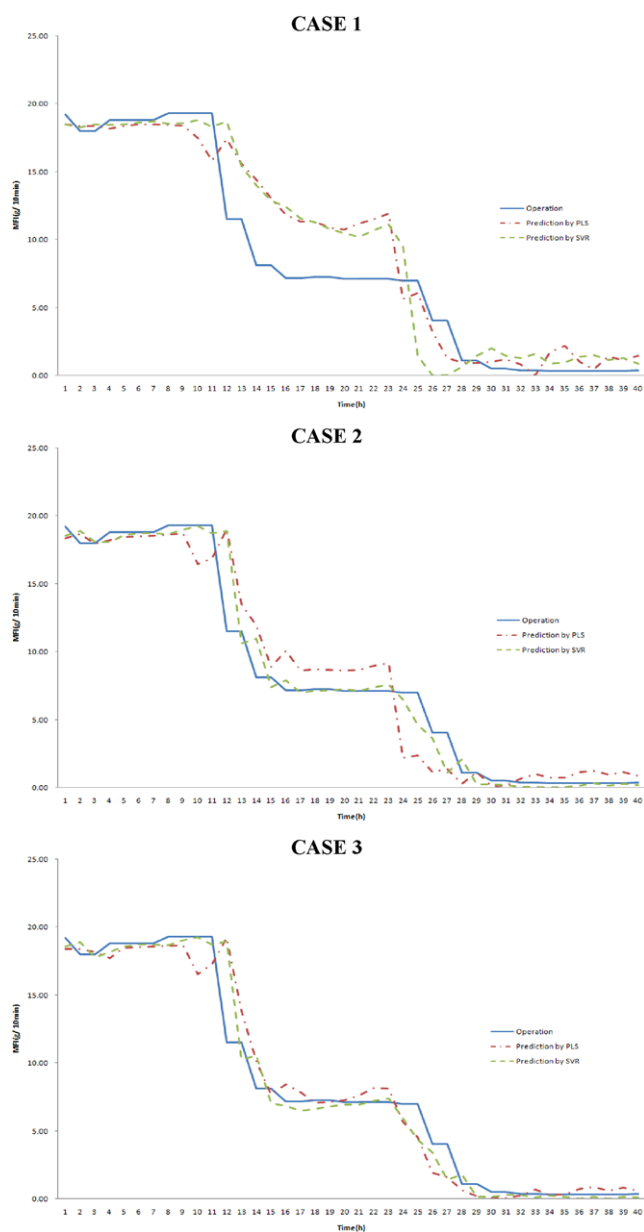 CASE 1
25.00
20.00
15.00
10.00
5.00
0.00
MFI(g/ 10min)
Operation
Prediction by PLS
Prediction by SVR
1 2 3 4 5 6 7 8 9 10 11 12 13 14 15 16 17 18 19 20 21 22 23 24 25 26 27 28 29 30 31 32 33 34 35 36 37 38 39 40
Time(h)
CASE 2
25.00
20.00
15.00
10.00
5.00
0.00
MFI(g/ 10min)
Operation
Prediction by PLS
Prediction by SVR
1 2 3 4 5 6 7 8 9 10 11 12 13 14 15 16 17 18 19 20 21 22 23 24 25 26 27 28 29 30 31 32 33 34 35 36 37 38 39 40
Time(h)
CASE 3
25.00
20.00
15.00
10.00
5.00
0.00
MFI(g/ 10min)
Operation
Prediction by PLS
Prediction by SVR
1 2 3 4 5 6 7 8 9 10 11 12 13 14 15 16 17 18 19 20 21 22 23 24 25 26 27 28 29 30 31 32 33 34 35 36 37 38 39 40
Time(h)